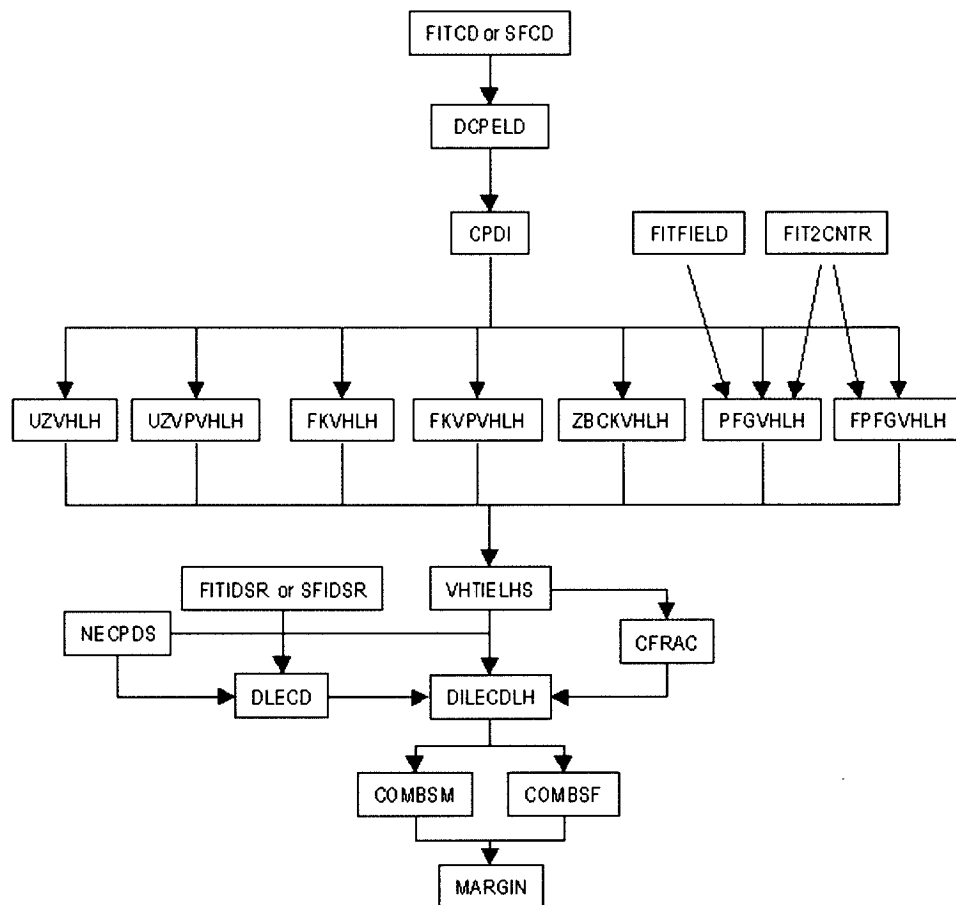 FITCD or SFCD
DCPELD
CPDI
FITFIELD
FIT2CNTR
UZVHLH
UZVPVHLH
FKVHLH
FKVPVHLH
ZBCKVHLH
PFGVHLH
FPFGVHLH
FITIDSR or SFIDSR
VHTIELHS
NECPDS
CFRAC
DLECD
DILECDLH
COMBSM
COMBSF
MARGIN